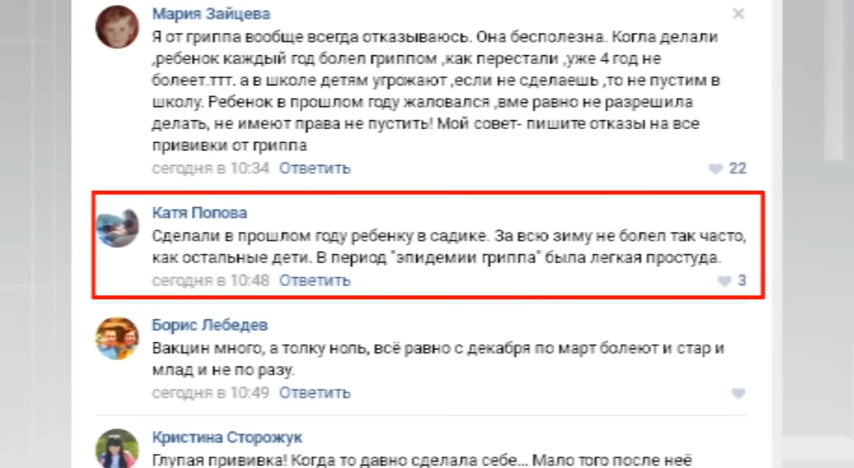 Мария Зайцева
Я от гриппа вообще всегда отказываюсь. Она бесполезна. Когла делали
,ребенок каждый год болел гриппом ,как перестали ,уже 4 год не
болеет.ттт. а в школе детям угрожают ,если не сделаешь ,то не пустим в
школу. Ребенок в прошлом году жаловался ,вме равно не разрешила
делать, не имеют права не пустить! Мой совет- пишите отказы на все
прививки от гриппа
сегодня в 10:34 Ответить 22
Катя Попова
Сделали в прошлом году ребенку в садике. За всю зиму не болел так часто,
как остальные дети. В период "эпидемии гриппа" была легкая простуда.
сегодня в 10:48 Ответить 3
Борис Лебедев
Вакцин много, а толку ноль, всё равно с декабря по март болеют и стар и
млад и не по разу.
сегодня в 10:49 Ответить
Кристина Сторожук
Глупая прививка! Когда то давно сделала себе... Мало того после неё